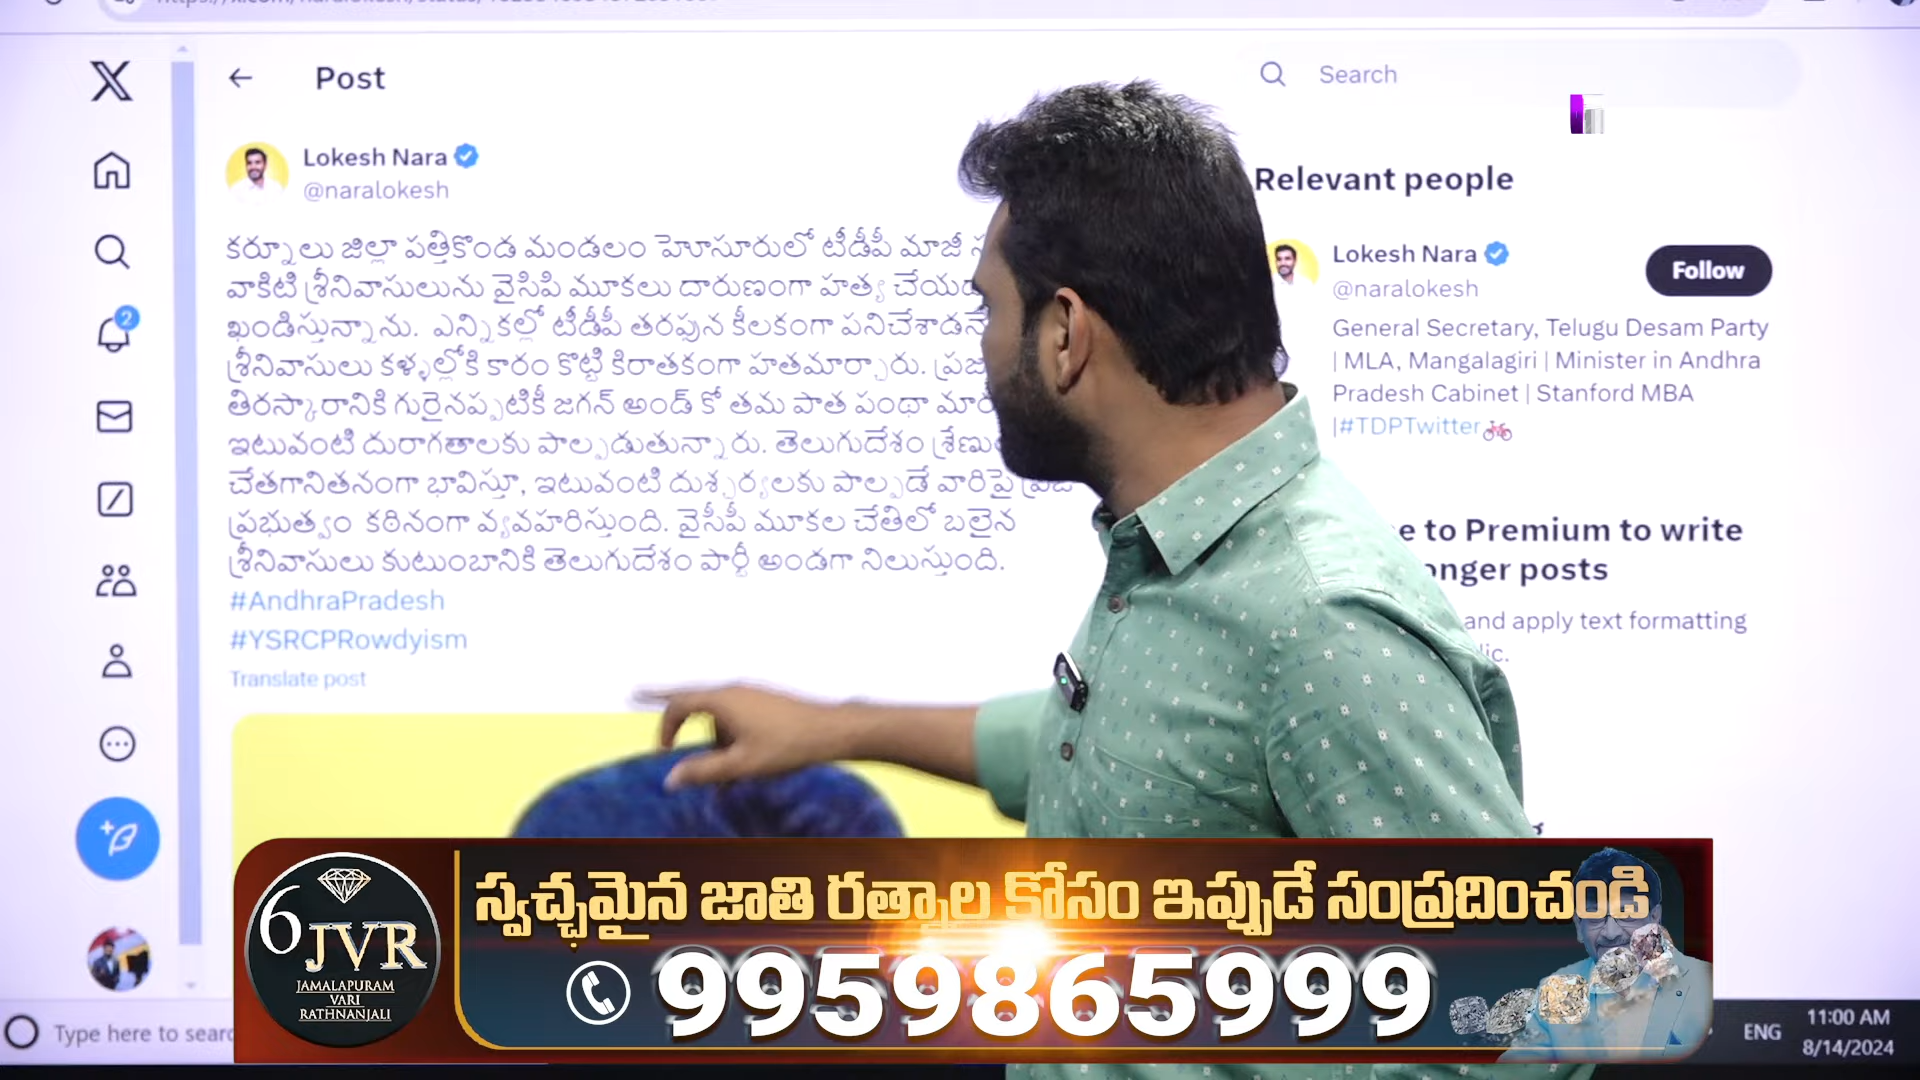 Post
Search
Lokesh Nara
@naralokesh
కర్నూలు జిల్లా పత్తికొండ మండలం హెూసూరులో టీడీపీ మాజీ
వాకిటి శ్రీనివాసులును వైసిపి మూకలు దారుణంగా హత్య
ఖండిస్తున్నాను. ఎన్నికల్లో టీడీపీ తరపున కీలకంగా
శ్రీనివాసులు కళ్ళల్లోకి కారం కొట్టి కిరాతకంగా హతమార్చారు.
తిరస్కారానికి గురైనప్పటికీ జగన్ అండ్ కో తమ పాత పంథా
ఇటువంటి దురాగతాలకు పాల్పడుతున్నారు. తెలుగుదేశం
చేతగానితనంగా భావిస్తూ, ఇటువంటి దుశ్చర్యలకు పాల్పడే వారిపై
ప్రభుత్వం కఠినంగా వ్యవహరిస్తుంది. వైసీపీ మూకల చేతిలో బలైన
శ్రీనివాసులు కుటుంబానికి తెలుగుదేశం పార్టీ అండగా నిలుస్తుంది.
#AndhraPradesh
#YSRCPRowdyism
Translate post
Relevant people
Lokesh Nara
@naralokesh
Follow
General Secretary, Telugu Desam Party
| MLA, Mangalagiri | Minister in Andhra
Pradesh Cabinet | Stanford MBA
|#TDPTwitter
to Premium to write
posts
and apply text formatting
2
6
JVR
JAMALAPURAM
VARI
RATHNANJALI
స్వచ్ఛమైన జాతి రత్నాల కోసం ఇప్పుడే సంప్రదించండి
9959865999
Type here to
ENG
11:00 AM
8/14/2024